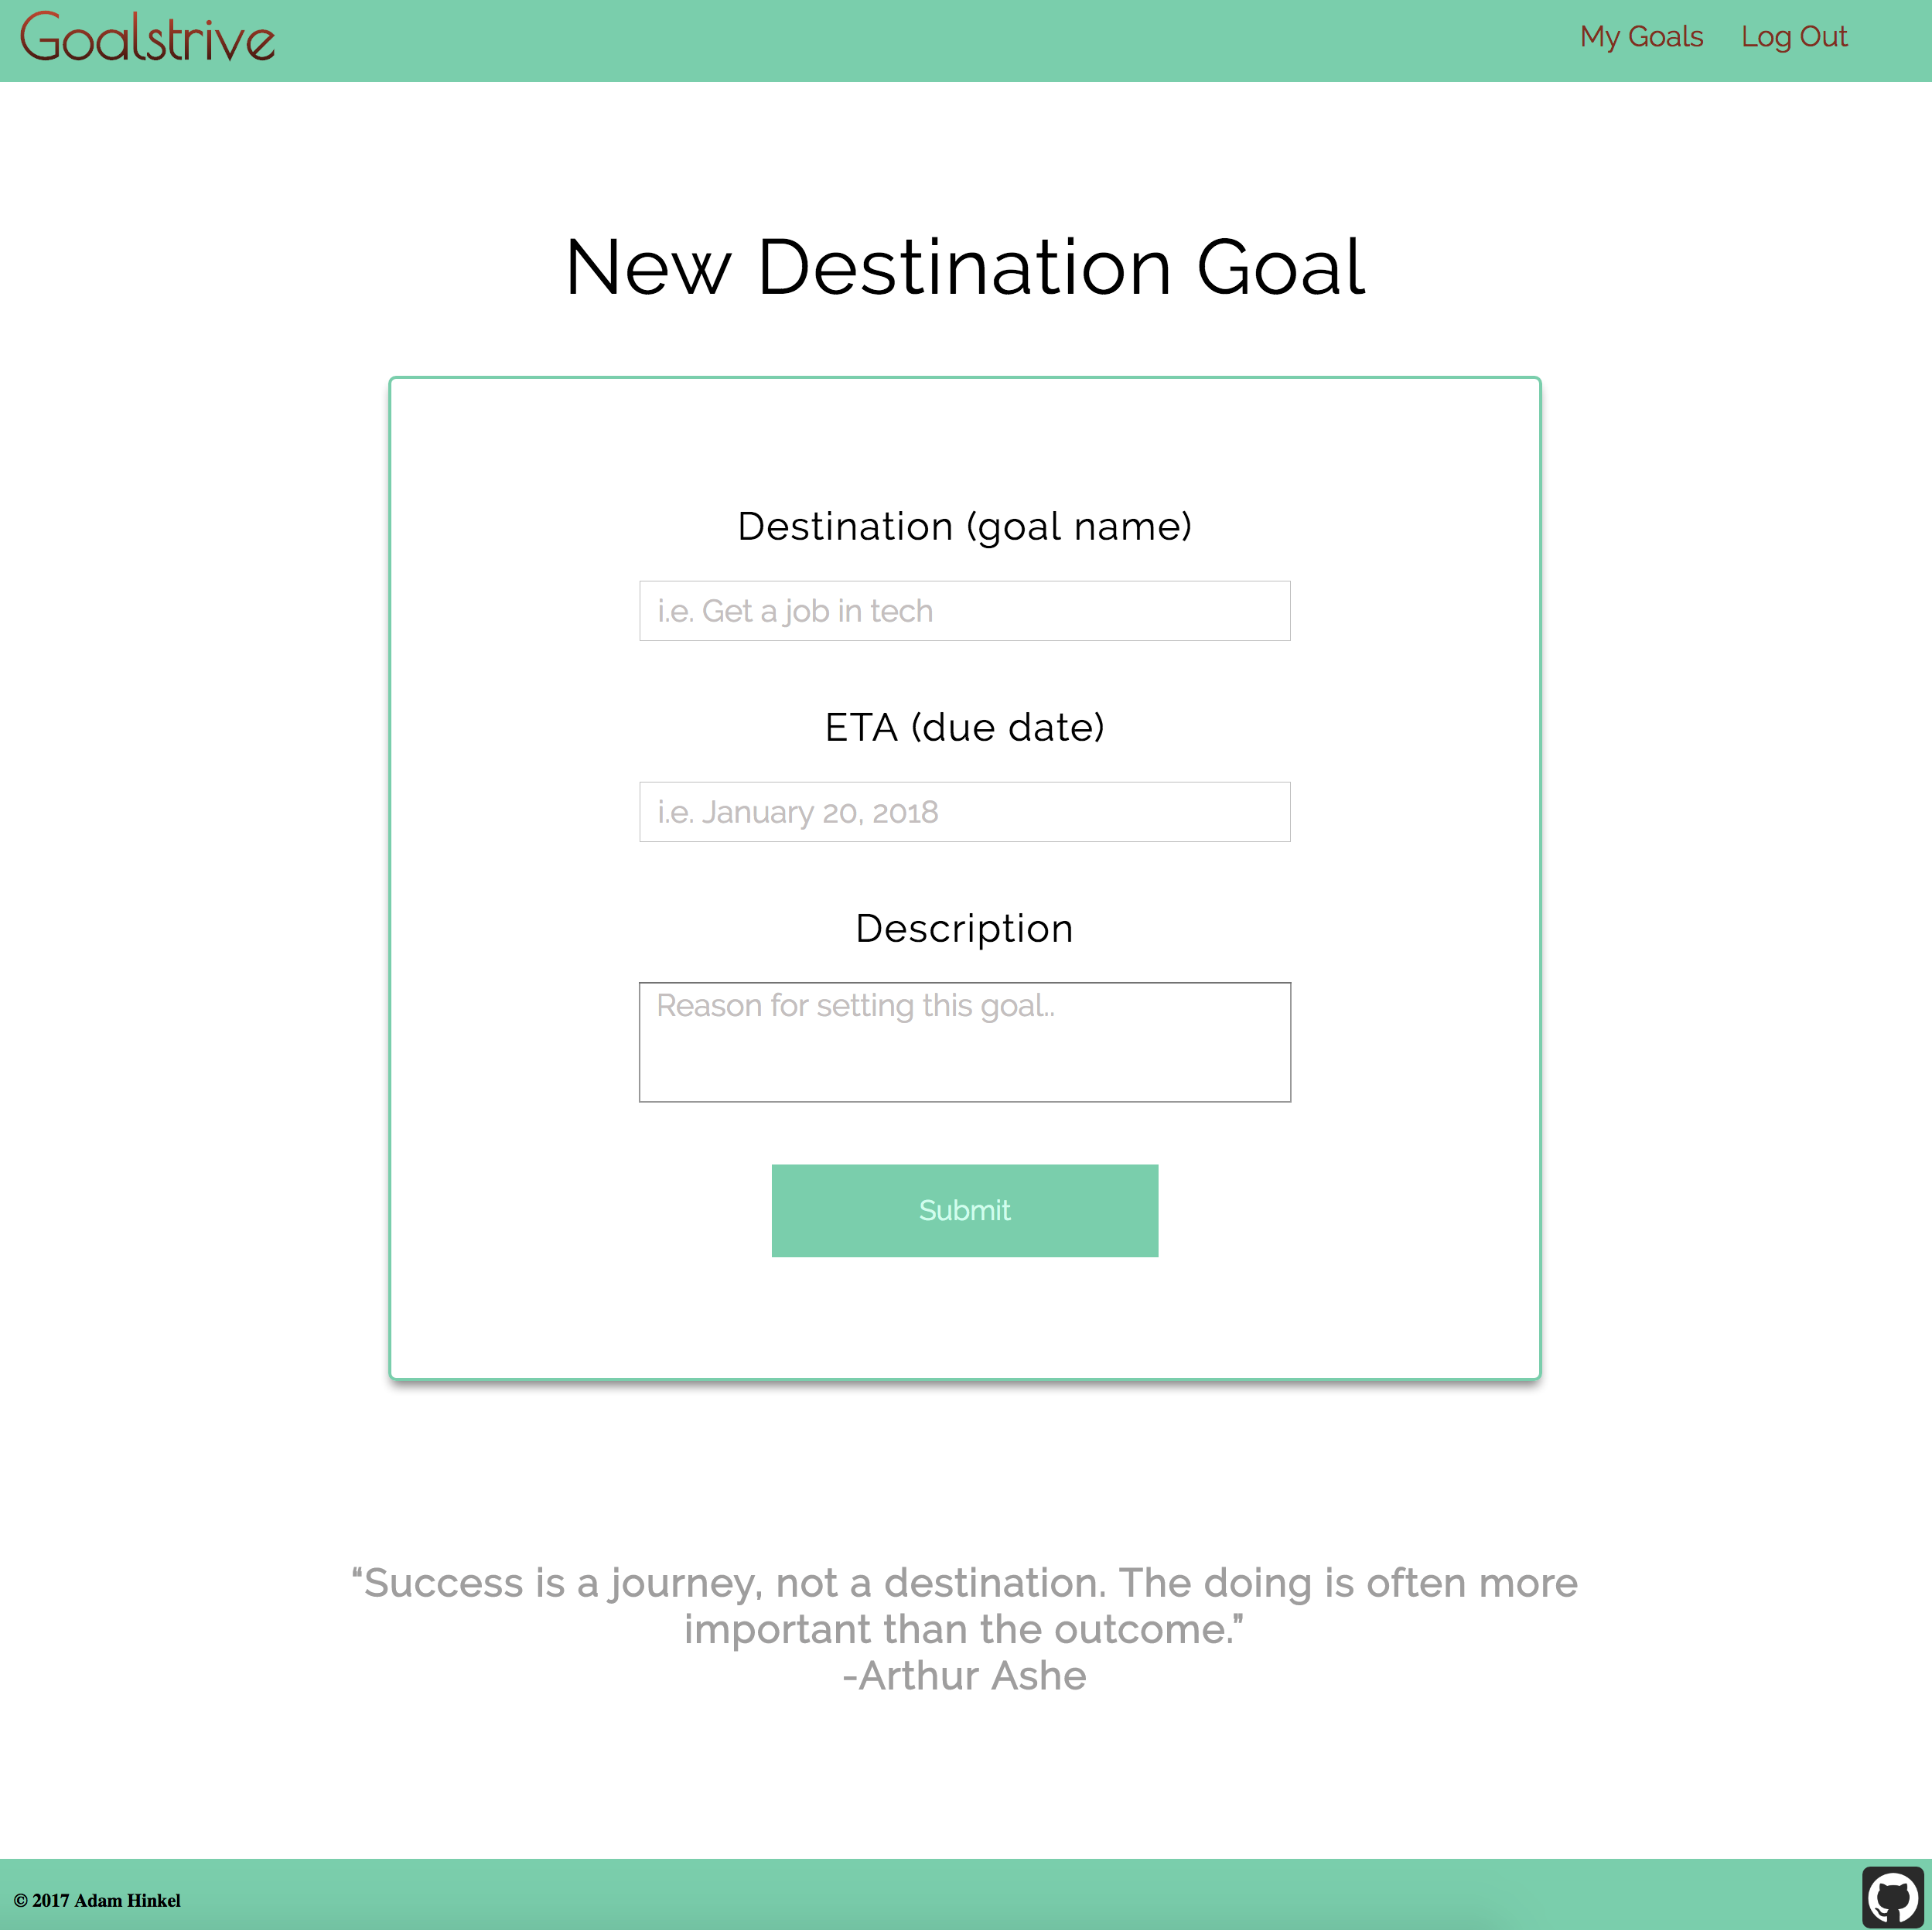 Goalstrive
My Goals
Log Out
New Destination Goal
Destination (goal name)
i.e. Get a job in tech
ETA (due date)
i.e. January 20, 2018
Description
Reason for setting this goal..
Submit
“Success is a journey, not a destination. The doing is often more
important than the outcome.”
-Arthur Ashe
© 2017 Adam Hinkel